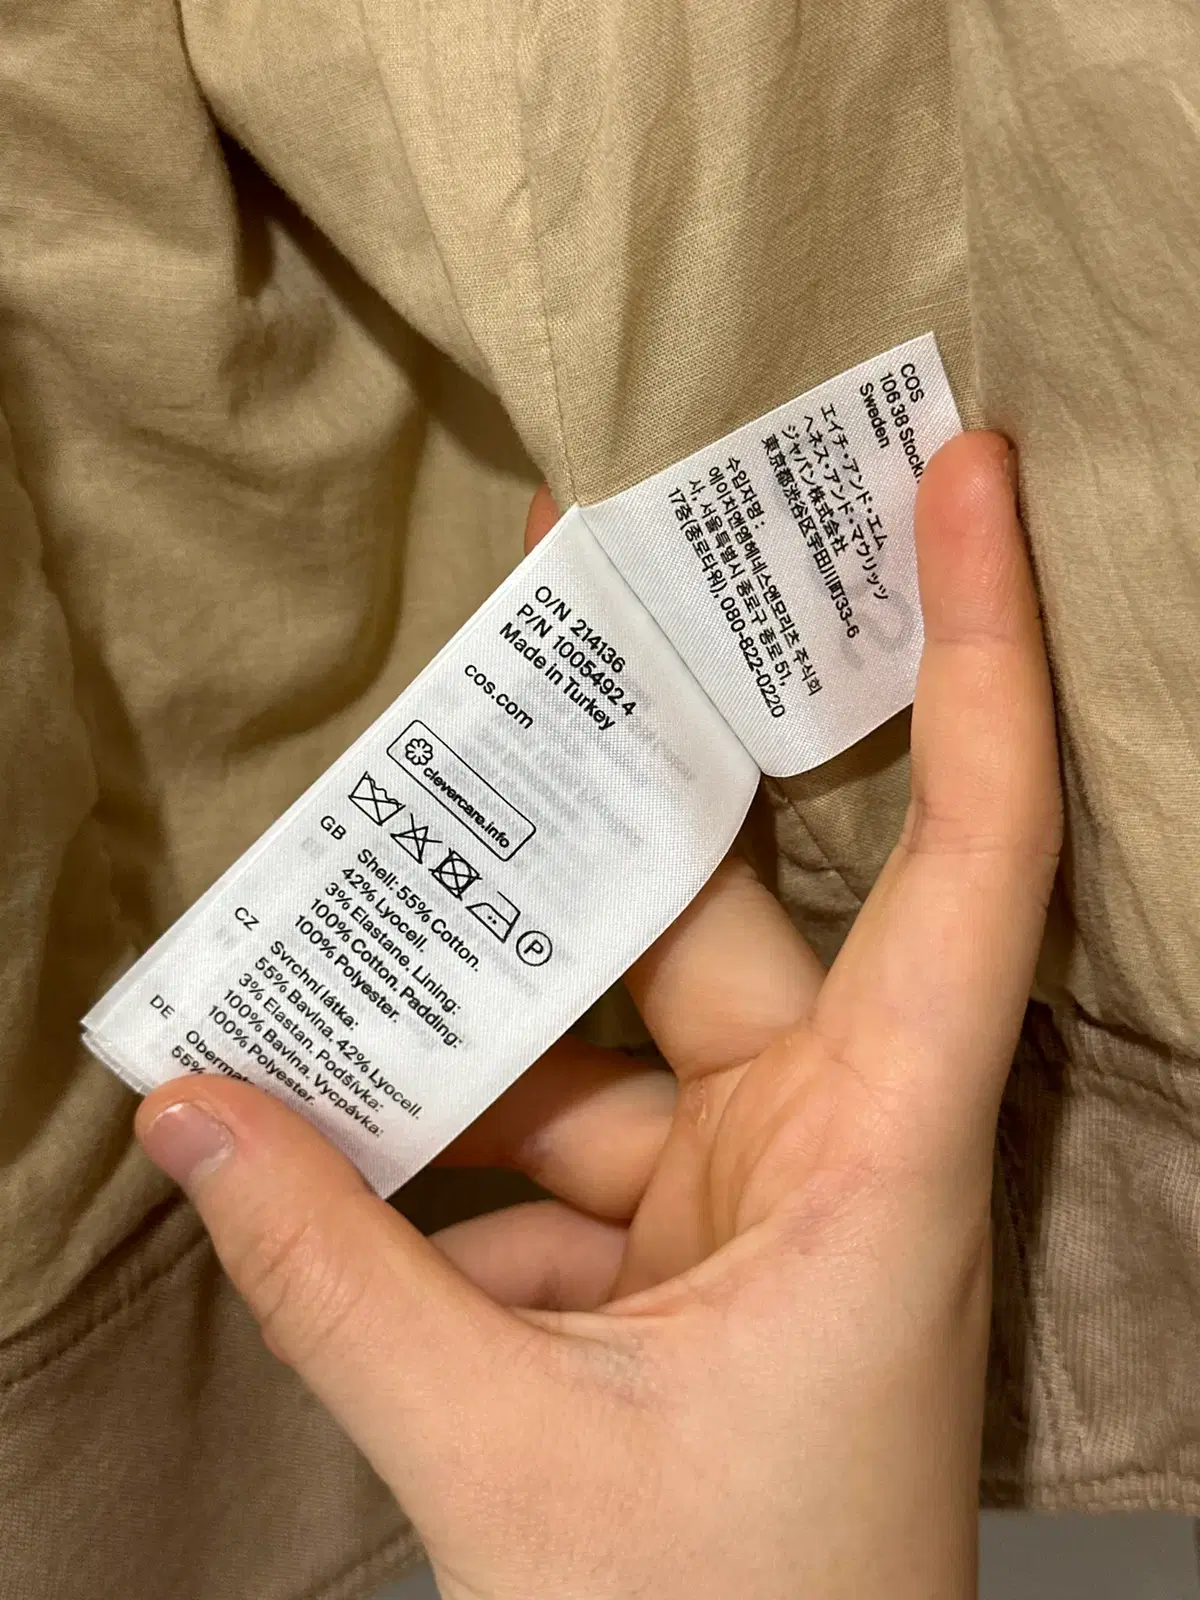 COS
106 38
Sweden
エイチ・アンド・エム
ヘネス・アンド・マウリッツ
ジャパン株式会社
東京都渋谷区宇田川町33-6
수입자명 :
에이치앤엠헤네스앤모리츠 주식회
사, 서울특별시 종로구 종로 51,
17층(종로타워), 080-822-0220
O/N 214136
P/N 1005492 4
Made in Turkey
cos.com
clevercare.info
P
GB Shell: 55% Cotton.
42% Lyocell.
3% Elastane. Lining:
100% Cotton. Padding:
100% Polyester.
CZ Svrchní látka:
55% Bavlna. 42% Lyocell.
3% Elastan. Podšívka:
100% Bavlna. Vycpávka:
100% Polyester.
DE
55%